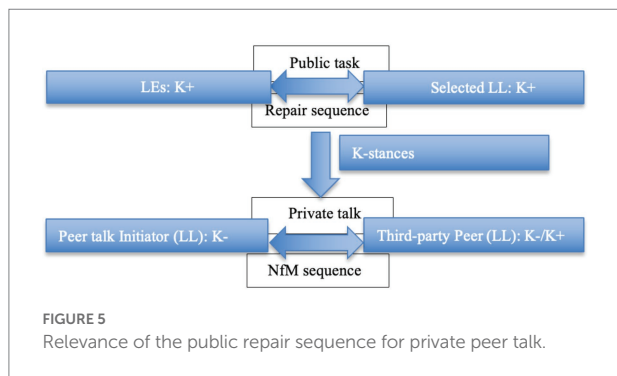 Public task
LEs: K+
Selected LL: K+
Repair sequence
K-stances
Private talk
Peer talk Initiator (LL): K-
Third-party Peer (LL): K-/K+
NfM sequence
FIGURE 5
Relevance of the public repair sequence for private peer talk.